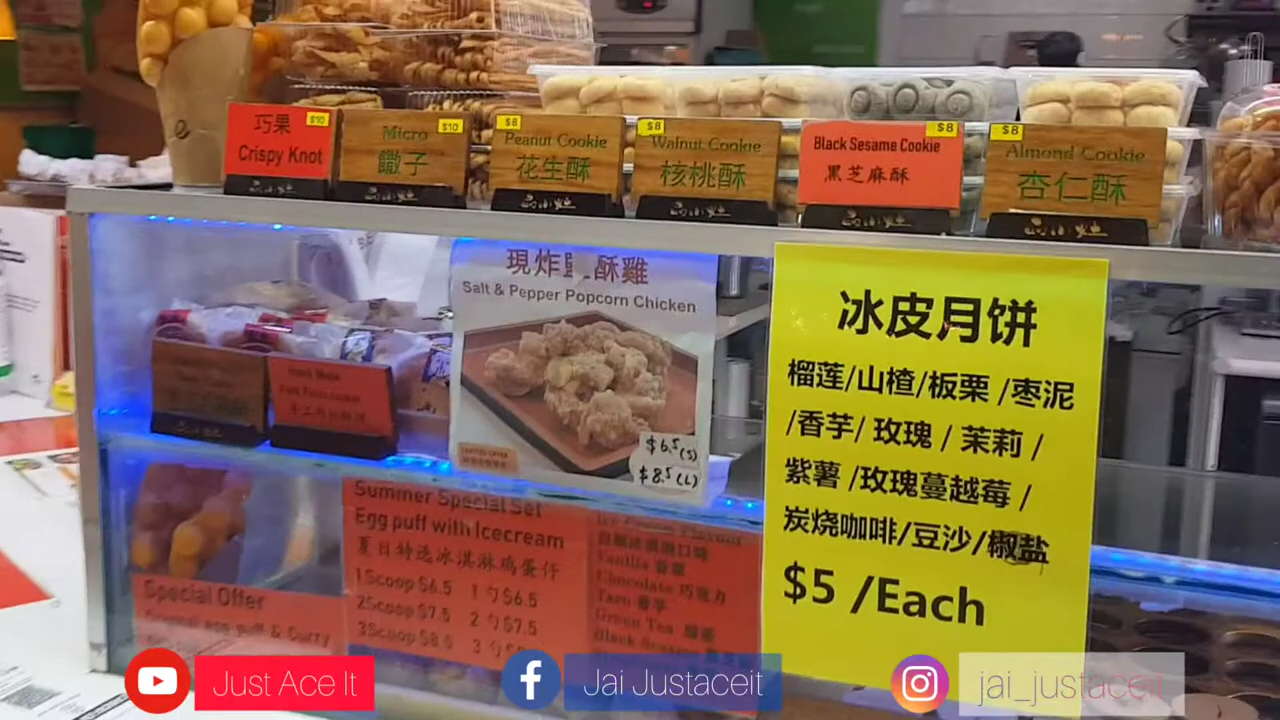 巧果 $10
Crispy Knot
Micro $10
馓子
$8
Peanut Cookie
花生酥
$8
Walnut Cookie
核桃酥
$8
Black Sesame Cookie
黑芝麻酥
$8
Almond Cookie
杏仁酥
現炸 酥雞
Salt & Pepper Popcorn Chicken
$6.5(S)
$8.5(L)
冰皮月饼
榴莲/山楂/板栗 /枣泥
/香芋/ 玫瑰 / 茉莉 /
紫薯 /玫瑰蔓越莓 /
炭烧咖啡/豆沙/椒盐
$5 /Each
Summer Special Set
Egg puff with Icecream
夏日特选冰淇淋鸡蛋仔
1Scoop $6.5 1勺$6.5
2Scoop $7.5 2勺$7.5
3Scoop $8.5 3勺
Vanilla
Chocolate 巧克力
Taro 香芋
Green Tea
Black Sesame
Special Offer
egg puff & Curry
Just Ace It
Jai Justaceit
jai_justaceit